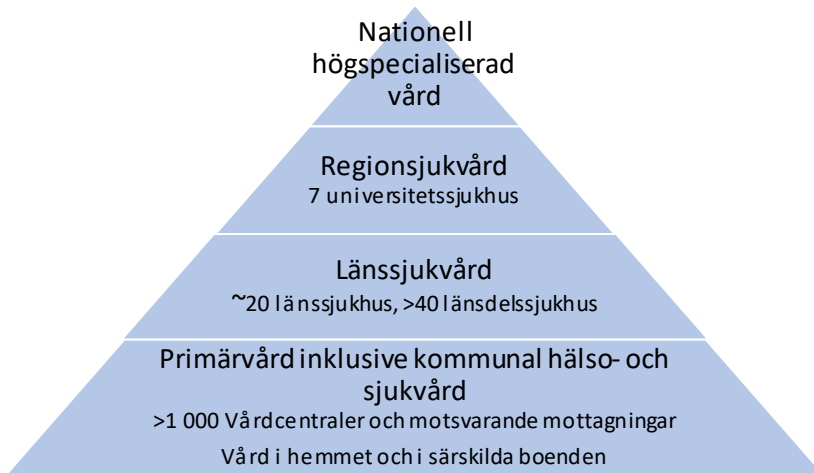 Nationell
högspecialiserad
vård
Regionsjukvård
7 universitetssjukhus
Länssjukvård
~20 länssjukhus, >40 länsdelssjukhus
Primärvård inklusive kommunal hälso- och
sjukvård
>1 000 Vårdcentraler och motsvarande mottagningar
Vård i hemmet och i särskilda boenden